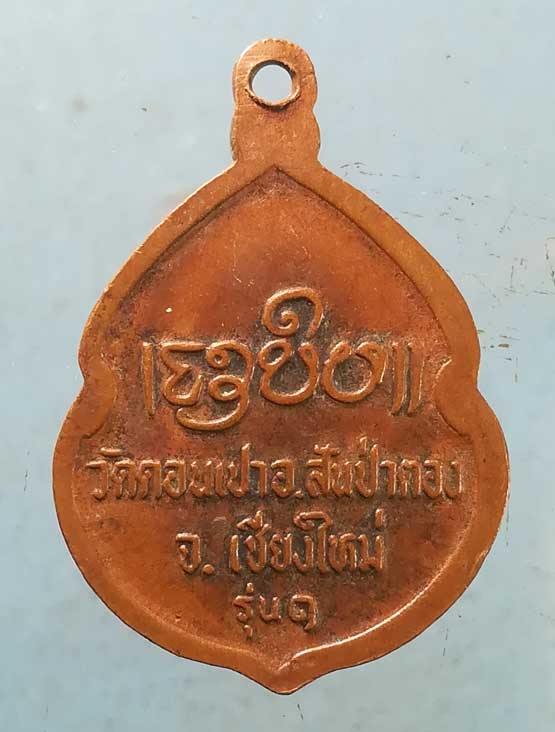 วัดดอนเปา อ.สันป่าตอง
จ. เชียงใหม่
รุ่น ๑